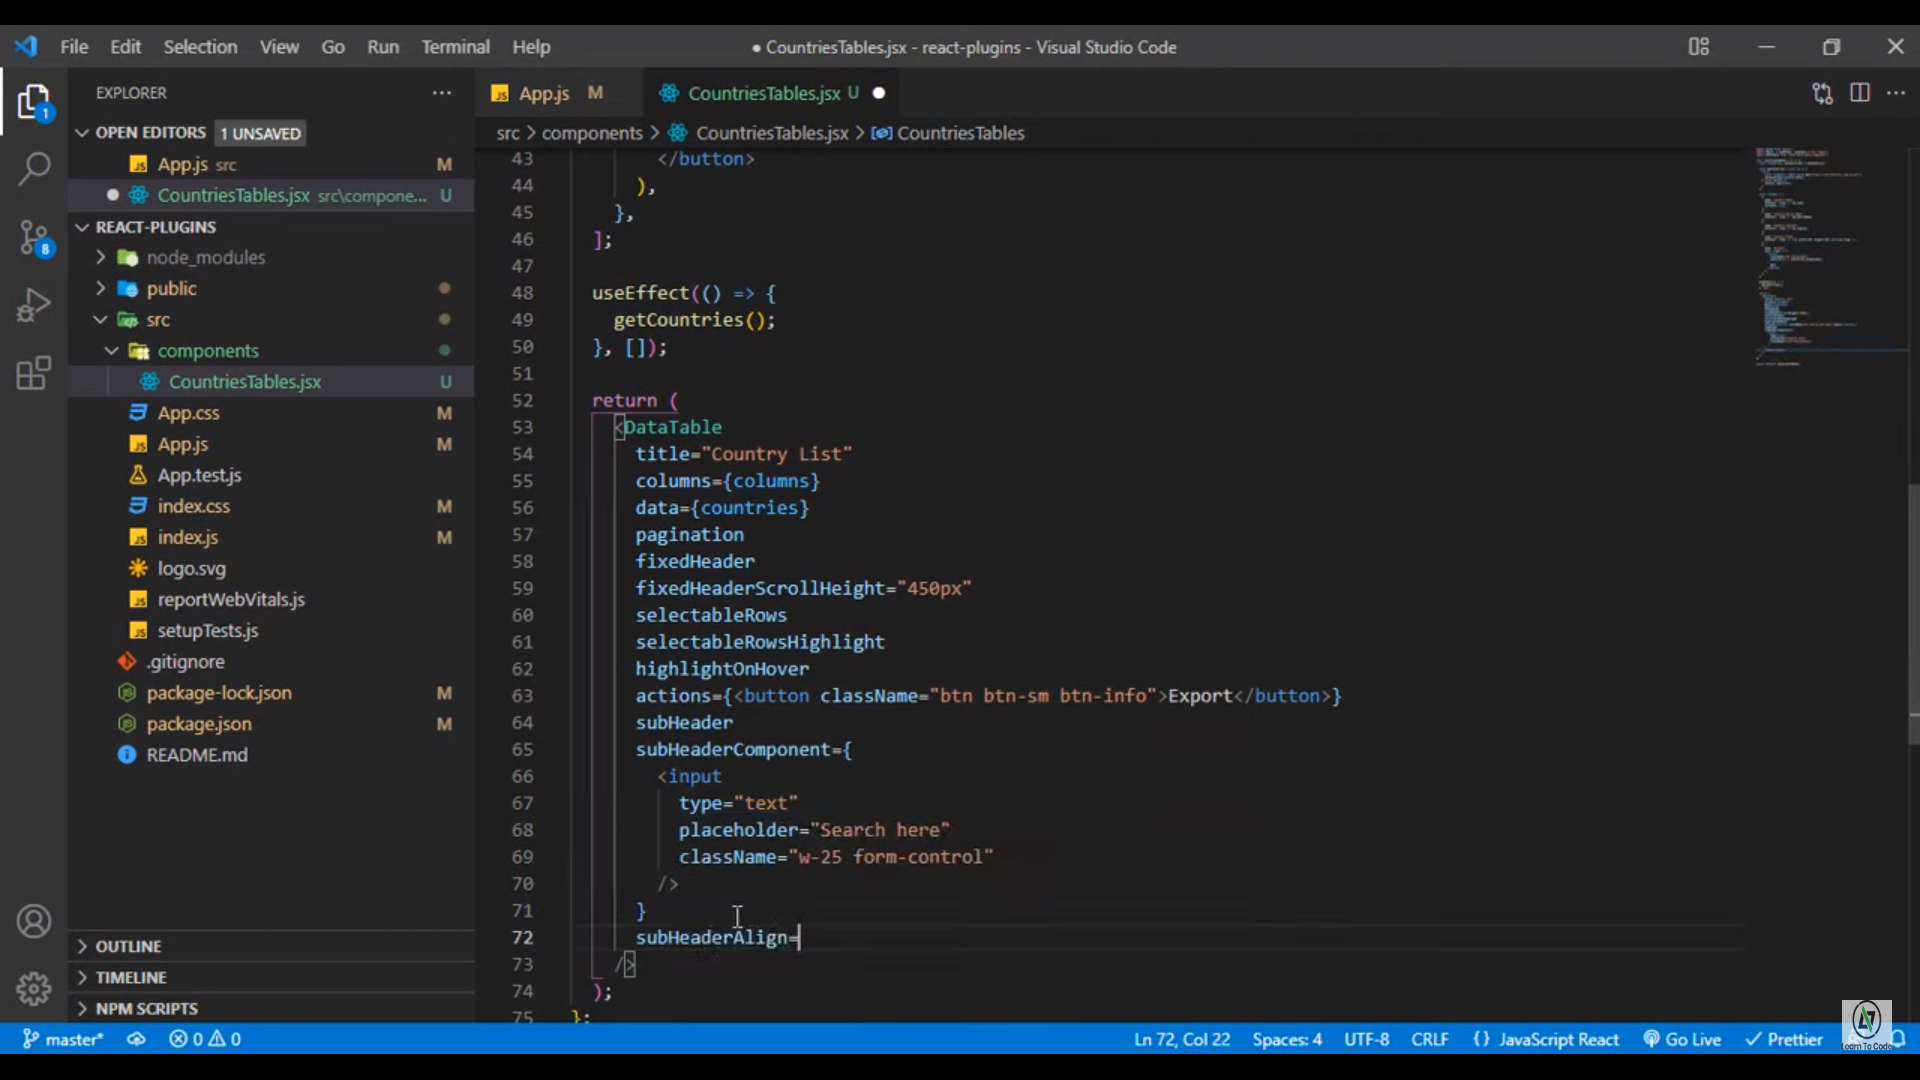 File Edit Selection View Go Run Terminal Help
● CountriesTables.jsx - react-plugins - Visual Studio Code
EXPLORER
OPEN EDITORS 1 UNSAVED
App.js src M
CountriesTables.jsx src\compone... U
REACT-PLUGINS
node_modules
public
src
components
CountriesTables.jsx U
App.css M
App.js M
App.test.js
index.css M
index.js M
logo.svg
reportWebVitals.js
setupTests.js
.gitignore
package-lock.json M
package.json M
README.md
OUTLINE
TIMELINE
NPM SCRIPTS
1
8
App.js M
CountriesTables.jsx U
src > components > CountriesTables.jsx > CountriesTables
43 </button>
44 ),
45 },
46 ];
47
48 useEffect(() => {
49 getCountries();
50 }, []);
51
52 return (
53 <DataTable
54 title="Country List"
55 columns={columns}
56 data={countries}
57 pagination
58 fixedHeader
59 fixedHeaderScrollHeight="450px"
60 selectableRows
61 selectableRowsHighlight
62 highlightOnHover
63 actions={<button className="btn btn-sm btn-info">Export</button>}
64 subHeader
65 subHeaderComponent={
66 <input
67 type="text"
68 placeholder="Search here"
69 className="w-25 form-control"
70 />
71 }
72 subHeaderAlign=
73 />
74 );
75 };
master* 0 0 Ln 72, Col 22 Spaces: 4 UTF-8 CRLF {} JavaScript React Go Live Prettier
Learn To Code